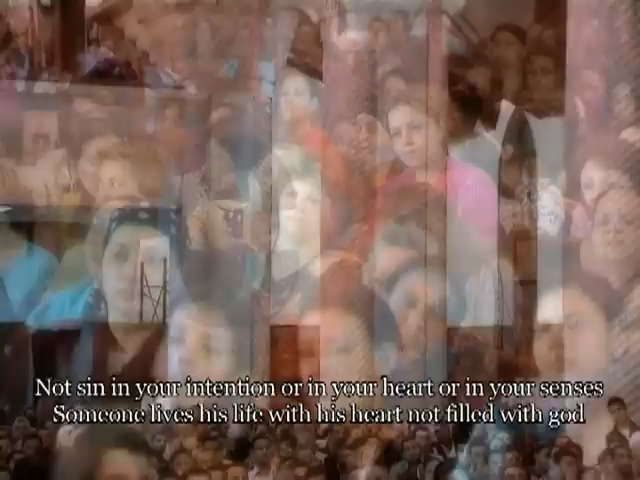 Not sin in your intention or in your heart or in your senses
Someone lives his life with his heart not filled with god